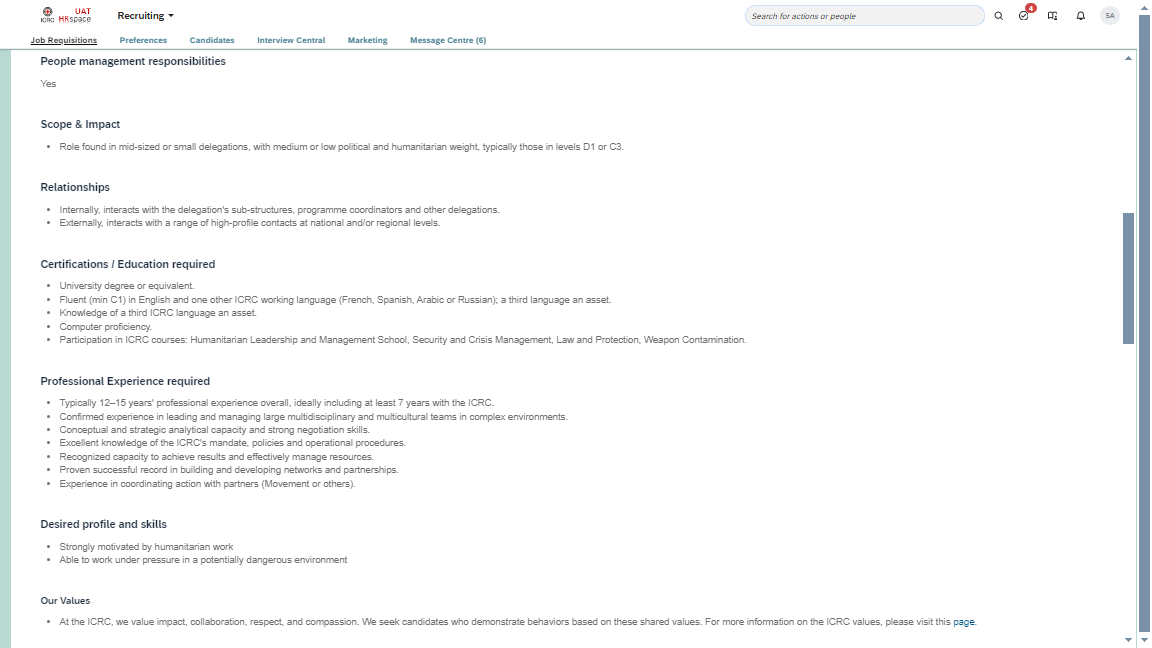 ICRC
UAT
HRspace
Recruiting
Search for actions or people
4
SA
Job Requisitions
Preferences
Candidates
Interview Central
Marketing
Message Centre (6)
People management responsibilities
Yes
Scope & Impact
• Role found in mid-sized or small delegations, with medium or low political and humanitarian weight, typically those in levels D1 or C3.
Relationships
• Internally, interacts with the delegation's sub-structures, programme coordinators and other delegations.
• Externally, interacts with a range of high-profile contacts at national and/or regional levels.
Certifications / Education required
• University degree or equivalent.
• Fluent (min C1) in English and one other ICRC working language (French, Spanish, Arabic or Russian); a third language an asset.
• Knowledge of a third ICRC language an asset.
• Computer proficiency.
• Participation in ICRC courses: Humanitarian Leadership and Management School, Security and Crisis Management, Law and Protection, Weapon Contamination.
Professional Experience required
• Typically 12–15 years' professional experience overall, ideally including at least 7 years with the ICRC.
• Confirmed experience in leading and managing large multidisciplinary and multicultural teams in complex environments.
• Conceptual and strategic analytical capacity and strong negotiation skills.
• Excellent knowledge of the ICRC's mandate, policies and operational procedures.
• Recognized capacity to achieve results and effectively manage resources.
• Proven successful record in building and developing networks and partnerships.
• Experience in coordinating action with partners (Movement or others).
Desired profile and skills
• Strongly motivated by humanitarian work
• Able to work under pressure in a potentially dangerous environment
Our Values
• At the ICRC, we value impact, collaboration, respect, and compassion. We seek candidates who demonstrate behaviors based on these shared values. For more information on the ICRC values, please visit this page.